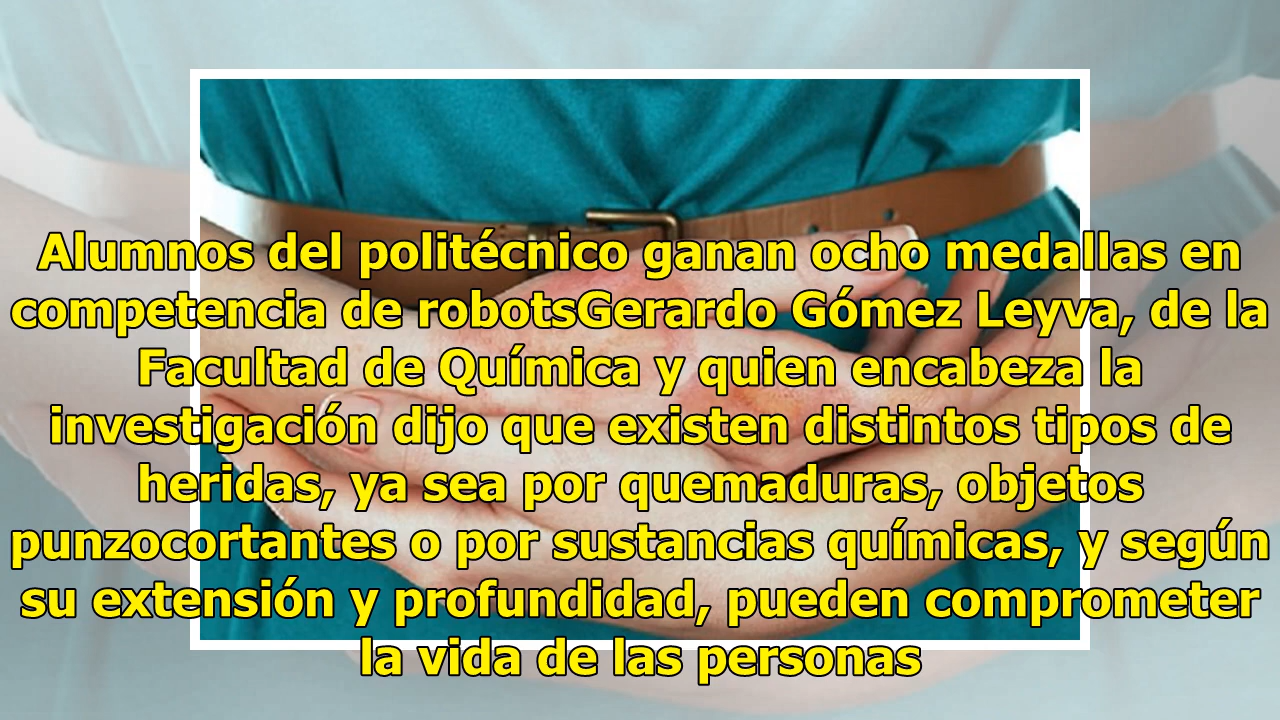 Alumnos del politécnico ganan ocho medallas en
competencia de robotsGerardo Gómez Leyva, de la
Facultad de Química y quien encabeza la
investigación dijo que existen distintos tipos de
heridas, ya sea por quemaduras, objetos
punzocortantes o por sustancias químicas, y según
su extensión y profundidad, pueden comprometer
la vida de las personas